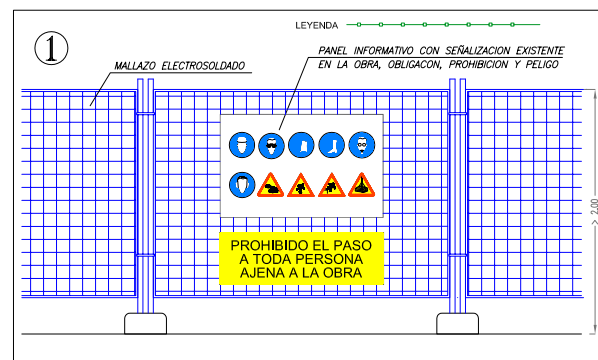 LEYENDA
1
PANEL INFORMATIVO CON SEÑALIZACION EXISTENTE
EN LA OBRA, OBLIGACON, PROHIBICION Y PELIGO
MALLAZO ELECTROSOLDADO
PROHIBIDO EL PASO
A TODA PERSONA
AJENA A LA OBRA
> 2.00